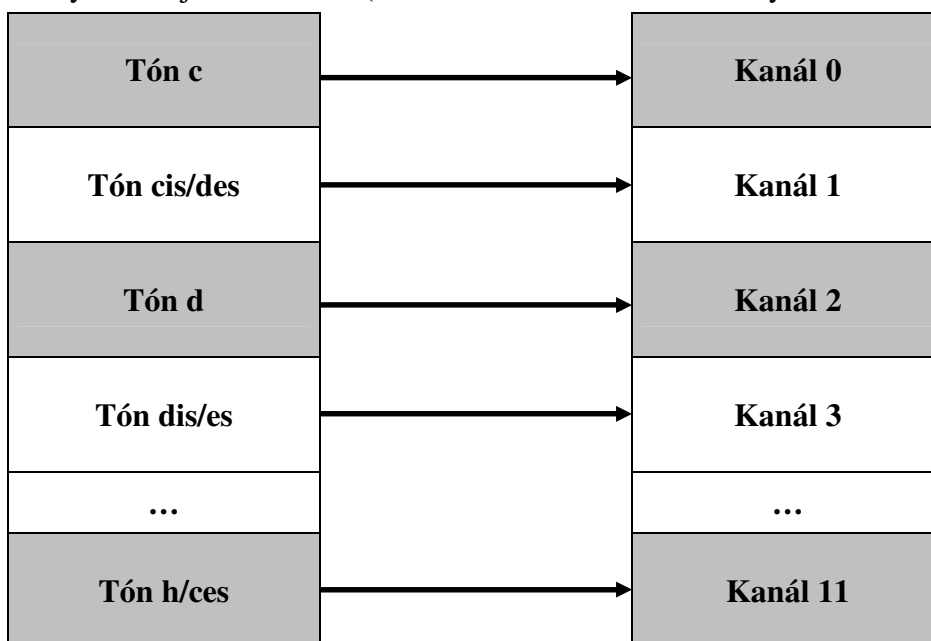 Tón c Kanál 0
Tón cis/des Kanál 1
Tón d Kanál 2
Tón dis/es Kanál 3
… …
Tón h/ces Kanál 11